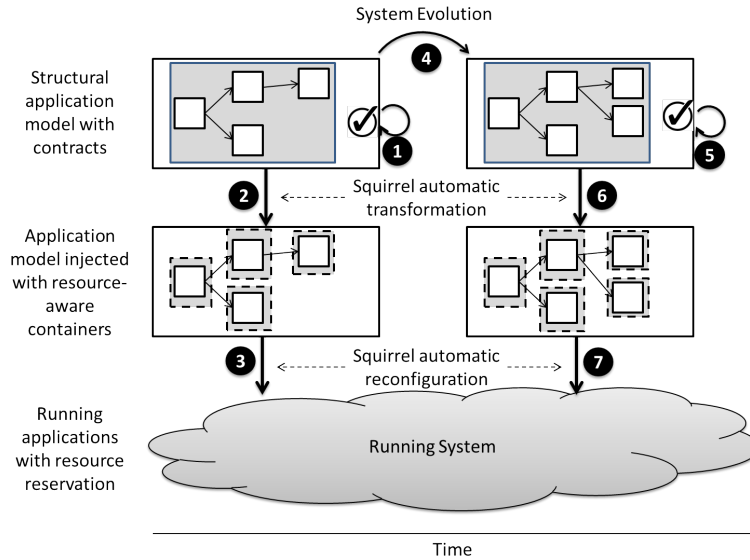 System Evolution
4
Structural
application
model with
contracts
1
5
2
Squirrel automatic
transformation
6
Application
model injected
with resource-
aware
containers
3
Squirrel automatic
reconfiguration
7
Running
applications
with resource
reservation
Running System
Time